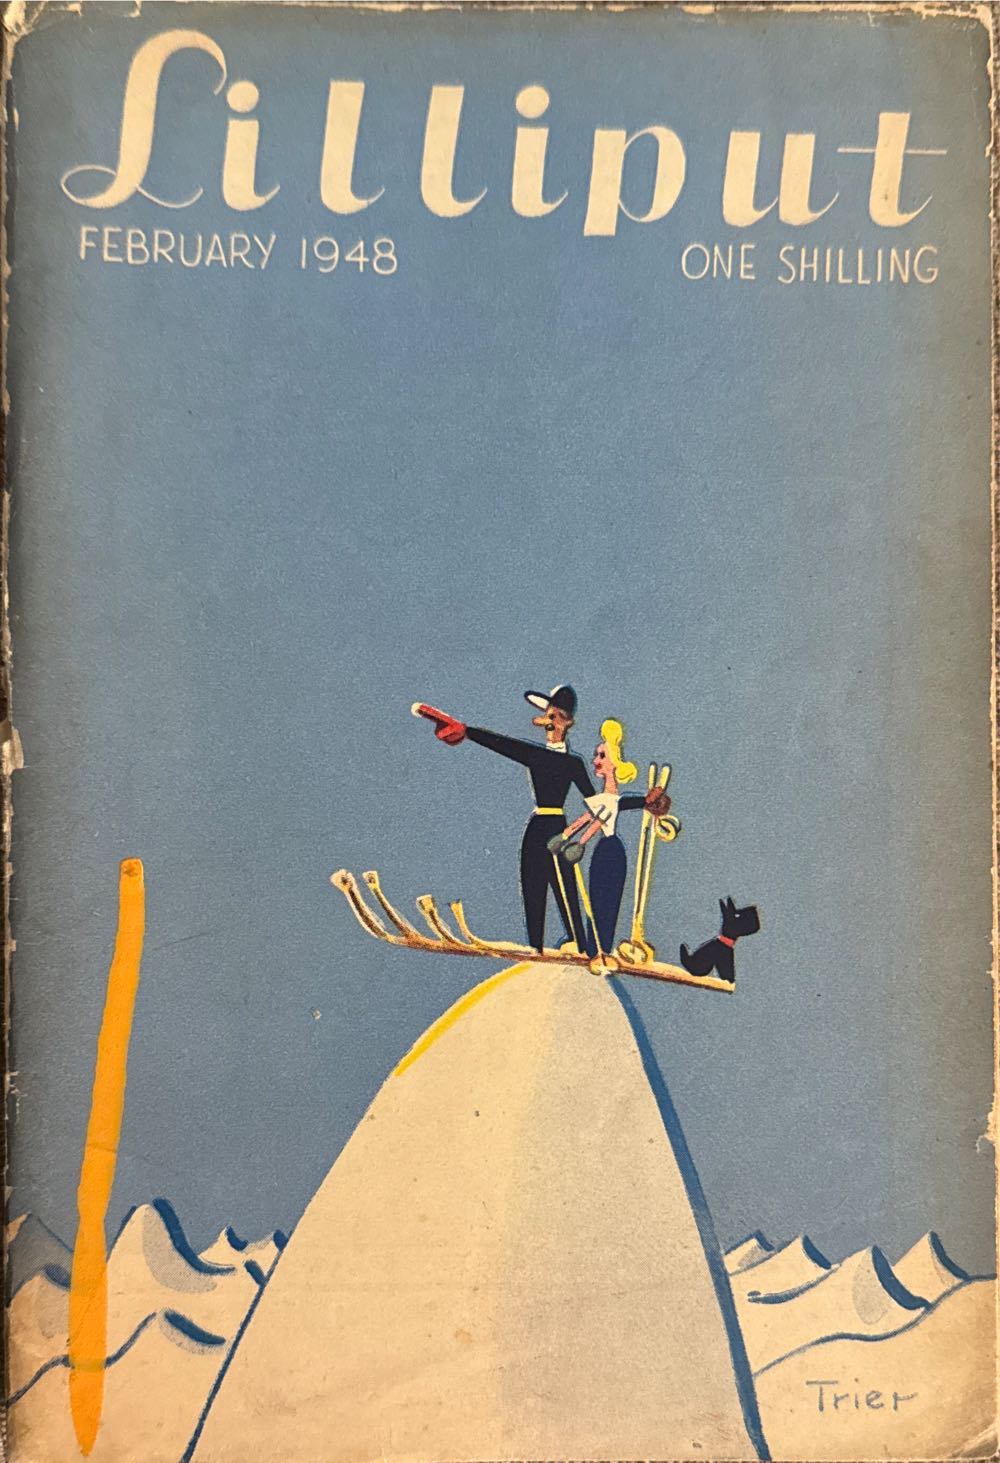 Lilliput
FEBRUARY 1948
ONE SHILLING
Trier